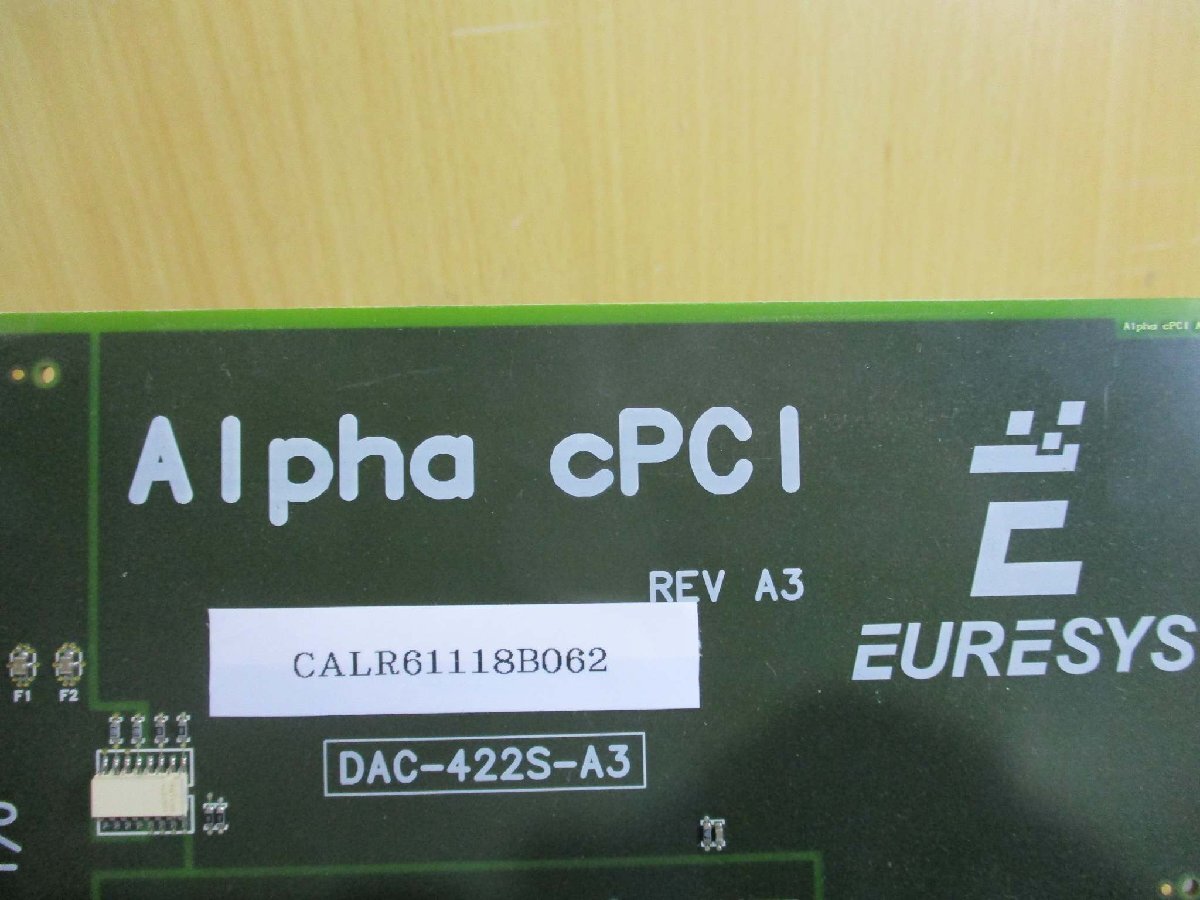 Alpha cPCI A
Alpha cPCI
REV A3
EURESYS
CALR61118B062
F1 F2
DAC-422S-A3
I/O